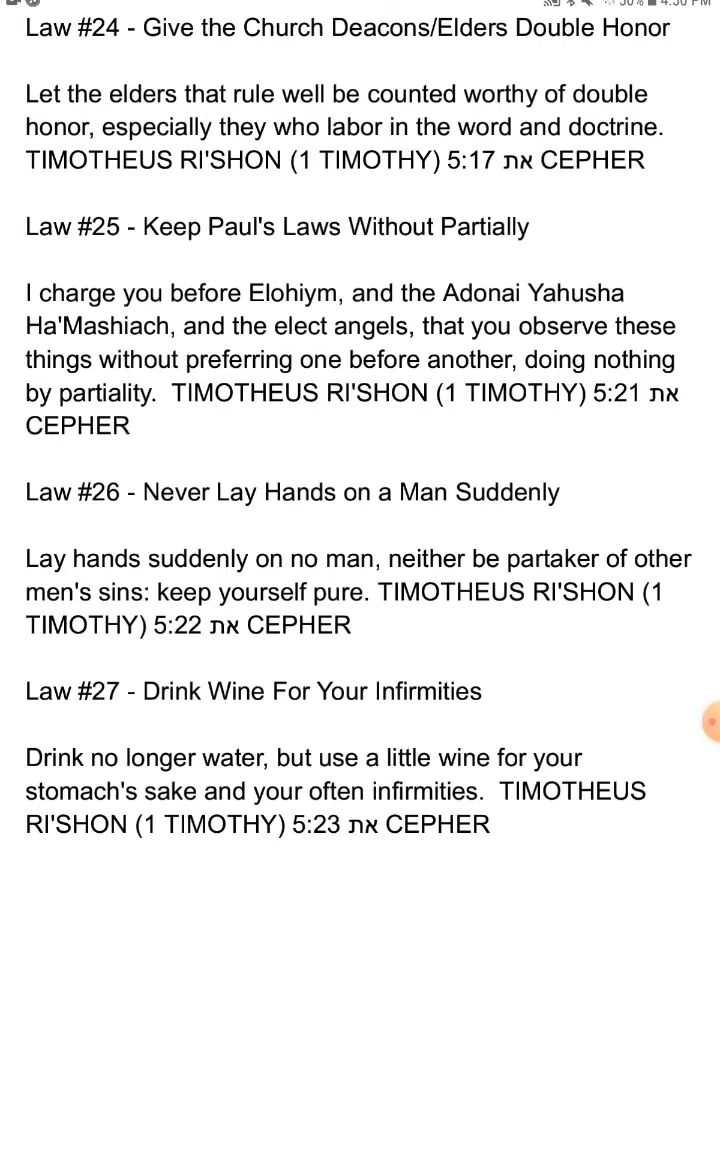 Law #24 - Give the Church Deacons/Elders Double Honor
Let the elders that rule well be counted worthy of double
honor, especially they who labor in the word and doctrine.
TIMOTHEUS RI'SHON (1 TIMOTHY) 5:17 את CEPHER
Law #25 - Keep Paul's Laws Without Partially
I charge you before Elohiym, and the Adonai Yahusha
Ha'Mashiach, and the elect angels, that you observe these
things without preferring one before another, doing nothing
by partiality.  TIMOTHEUS RI'SHON (1 TIMOTHY) 5:21 את
CEPHER
Law #26 - Never Lay Hands on a Man Suddenly
Lay hands suddenly on no man, neither be partaker of other
men's sins: keep yourself pure. TIMOTHEUS RI'SHON (1
TIMOTHY) 5:22 את CEPHER
Law #27 - Drink Wine For Your Infirmities
Drink no longer water, but use a little wine for your
stomach's sake and your often infirmities.  TIMOTHEUS
RI'SHON (1 TIMOTHY) 5:23 את CEPHER